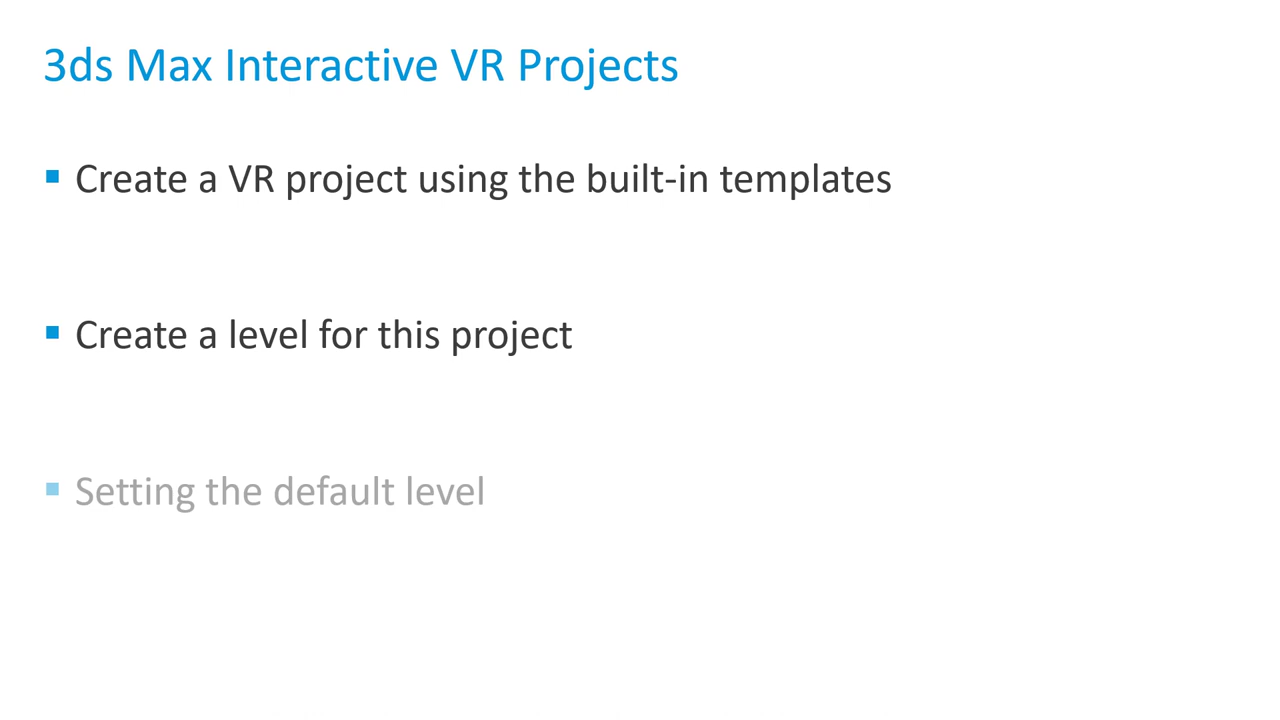 3ds Max Interactive VR Projects
▪ Create a VR project using the built-in templates
▪ Create a level for this project
▪ Setting the default level